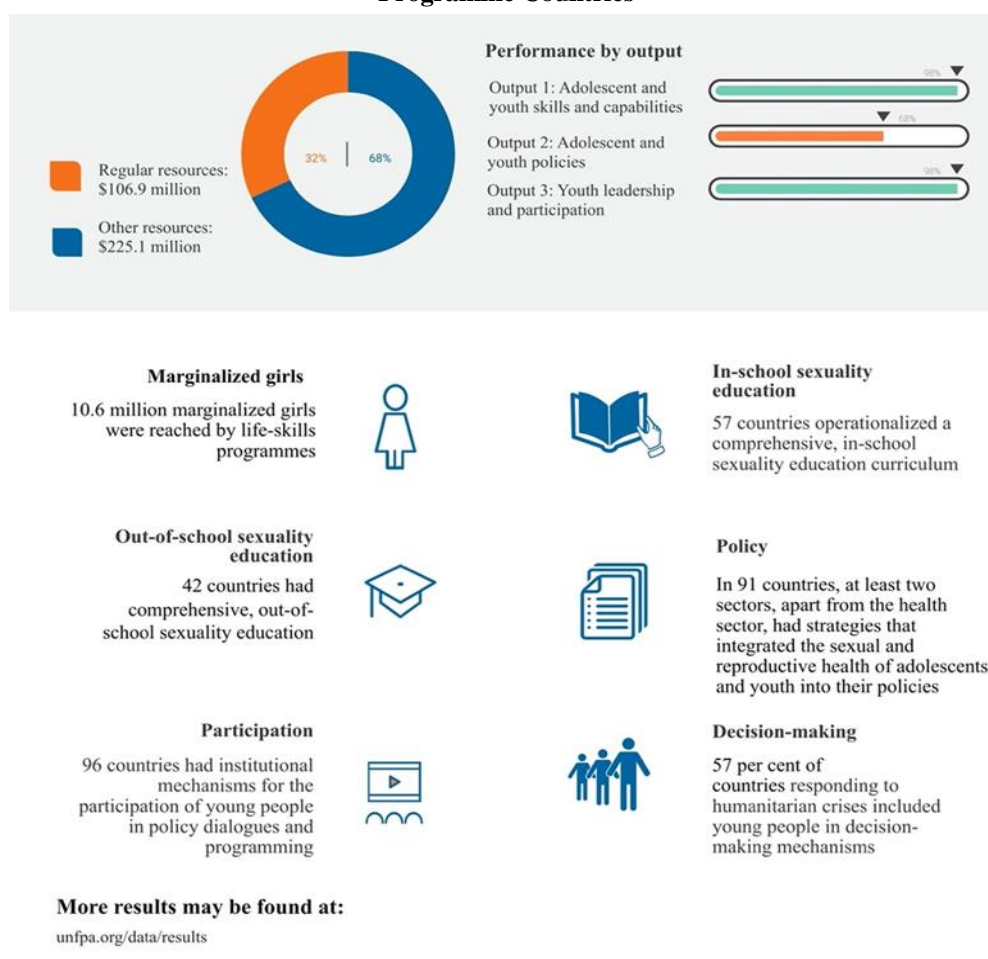 Programme Countries
Performance by output
Output 1: Adolescent and
youth skills and capabilities
98%
Output 2: Adolescent and
youth policies
68%
Output 3: Youth leadership
and participation
98%
32%
68%
Regular resources:
$106.9 million
Other resources:
$225.1 million
Marginalized girls
10.6 million marginalized girls
were reached by life-skills
programmes
In-school sexuality
education
57 countries operationalized a
comprehensive, in-school
sexuality education curriculum
Out-of-school sexuality
education
42 countries had
comprehensive, out-of-
school sexuality education
Policy
In 91 countries, at least two
sectors, apart from the health
sector, had strategies that
integrated the sexual and
reproductive health of adolescents
and youth into their policies
Participation
96 countries had institutional
mechanisms for the
participation of young people
in policy dialogues and
programming
Decision-making
57 per cent of
countries responding to
humanitarian crises included
young people in decision-
making mechanisms
More results may be found at:
unfpa.org/data/results